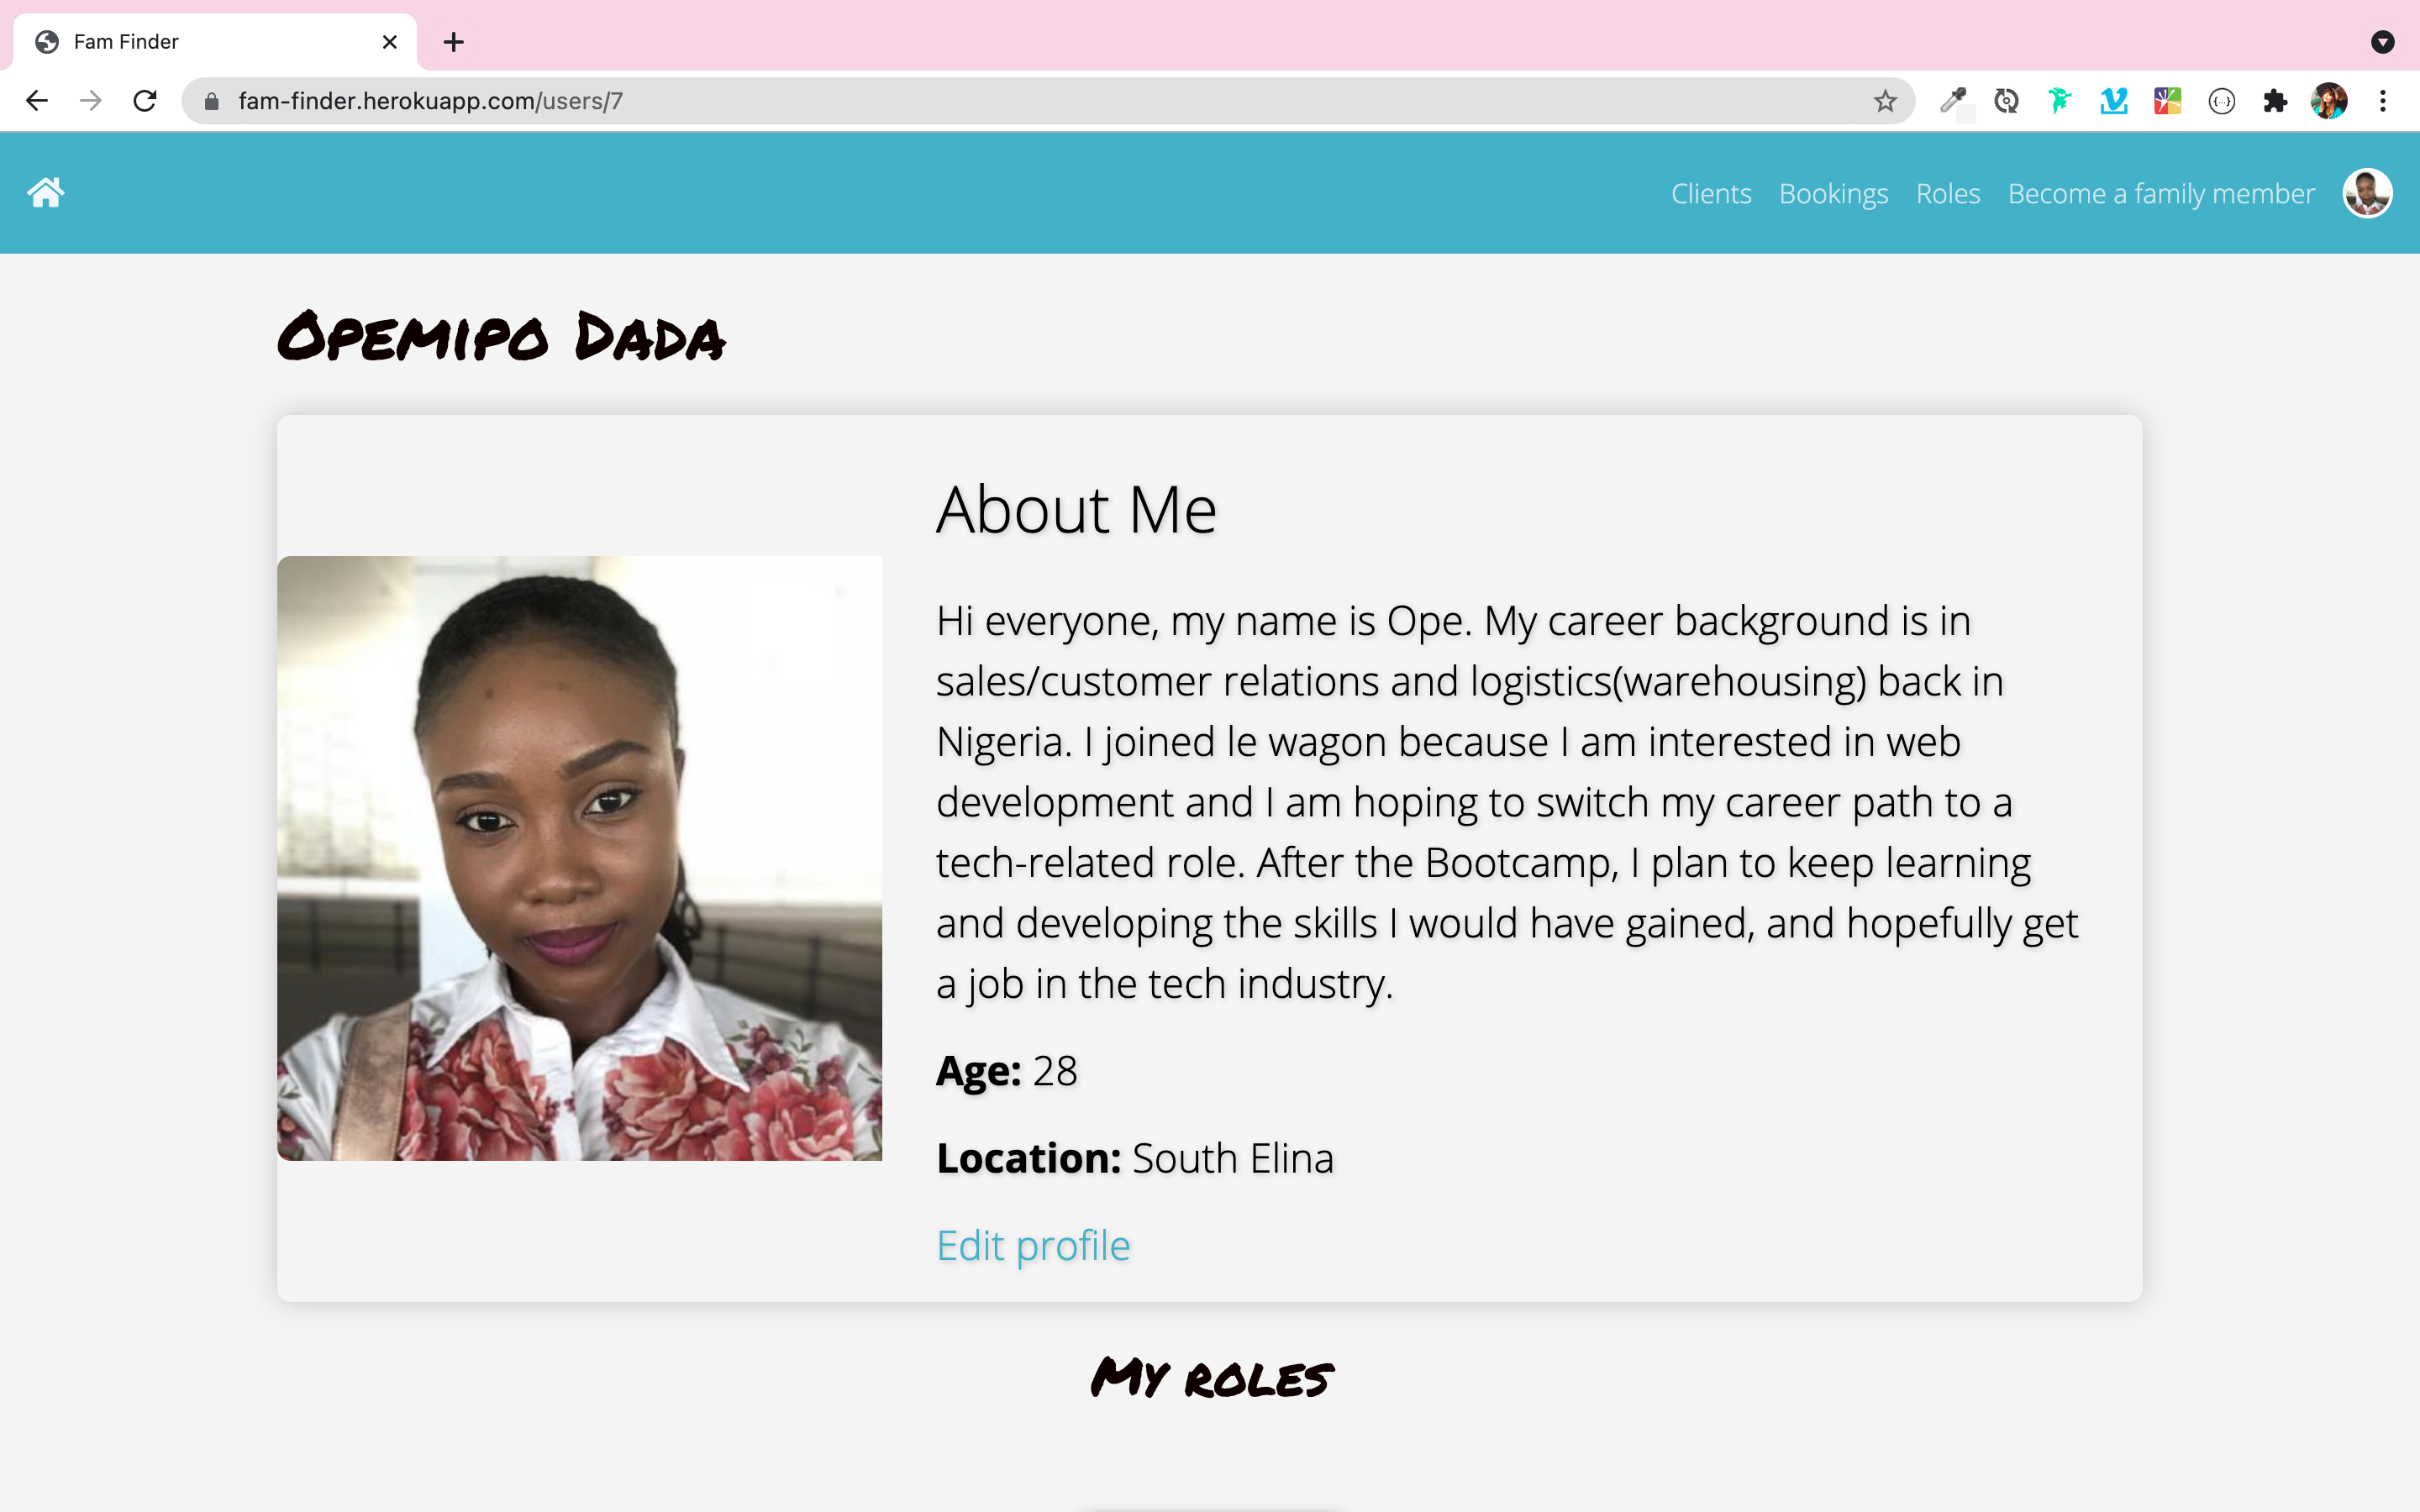 Fam Finder
fam-finder.herokuapp.com/users/7
Clients Bookings Roles Become a family member
Opemipo Dada
About Me
Hi everyone, my name is Ope. My career background is in
sales/customer relations and logistics(warehousing) back in
Nigeria. I joined le wagon because I am interested in web
development and I am hoping to switch my career path to a
tech-related role. After the Bootcamp, I plan to keep learning
and developing the skills I would have gained, and hopefully get
a job in the tech industry.
Age: 28
Location: South Elina
Edit profile
My roles